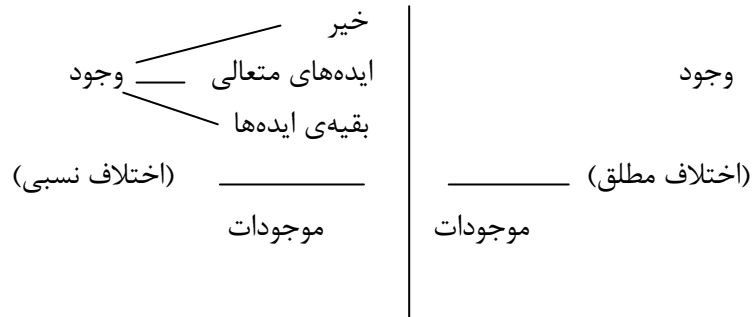 وجود
(اختلاف مطلق)
موجودات
خیر
ایده‌های متعالی
وجود
بقیه‌ی ایده‌ها
(اختلاف نسبی)
موجودات